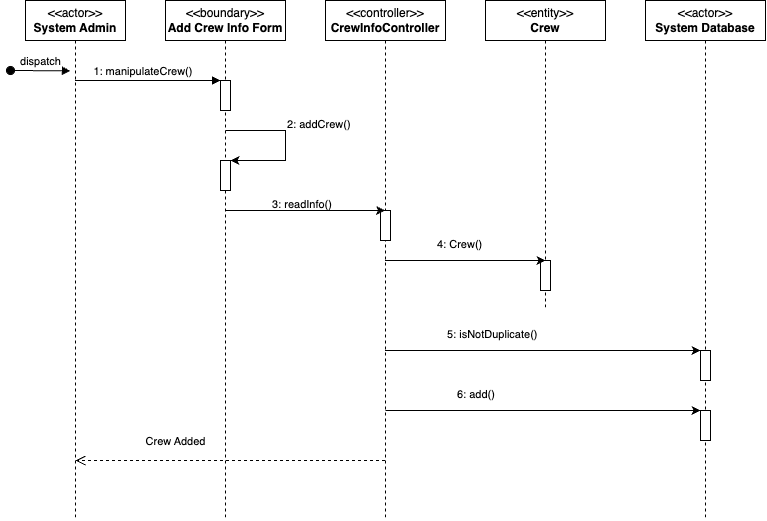 <<actor>>
System Admin
<<boundary>>
Add Crew Info Form
<<controller>>
CrewInfoController
<<entity>>
Crew
<<actor>>
System Database
dispatch
1: manipulateCrew()
2: addCrew()
3: readInfo()
4: Crew()
5: isNotDuplicate()
6: add()
Crew Added